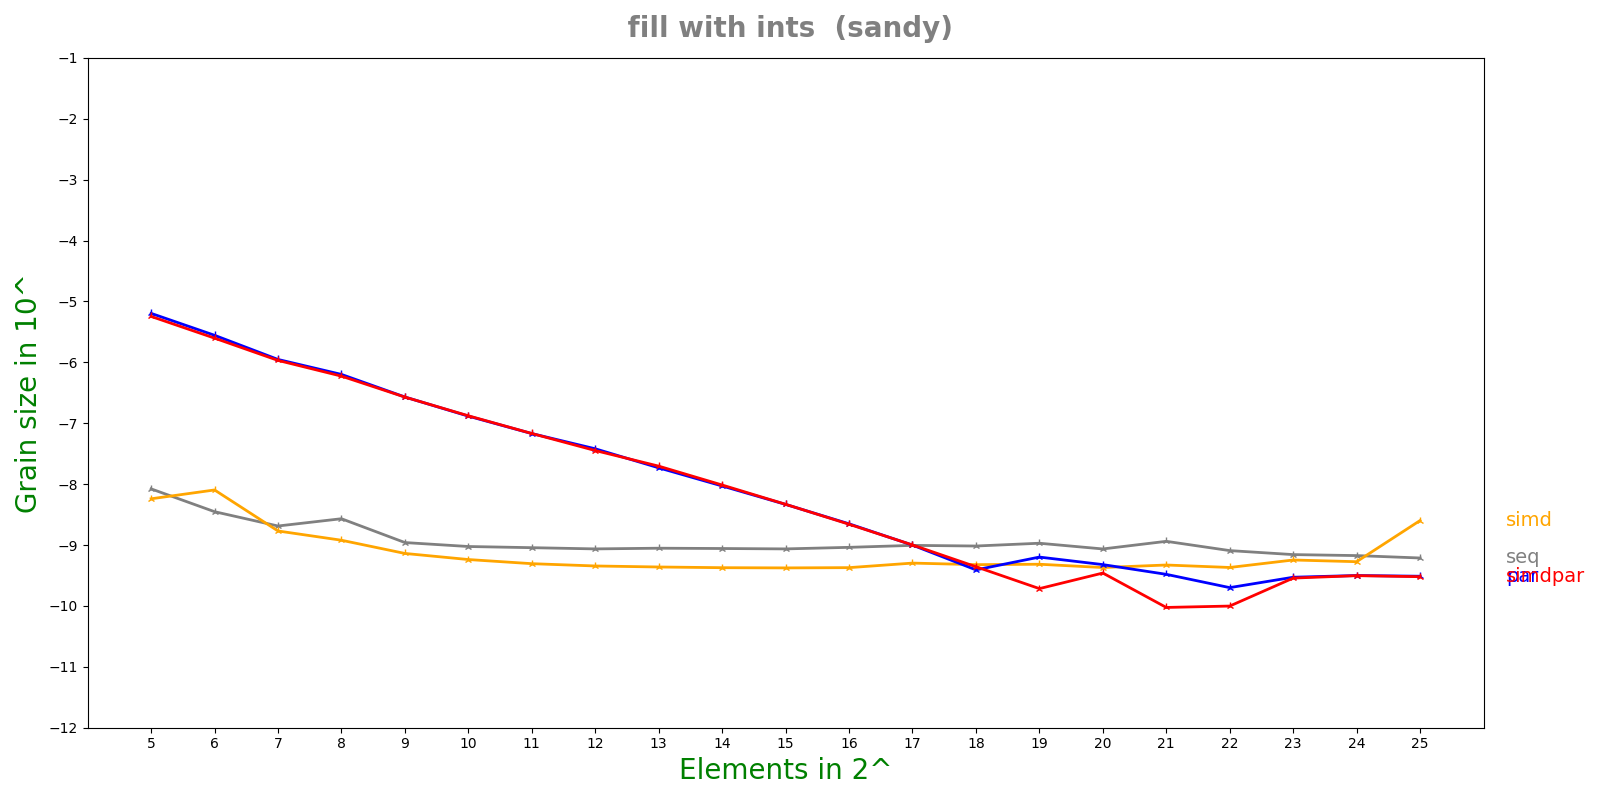 fill with ints (sandy)
Grain size in 10^
−1
−2
−3
−4
−5
−6
−7
−8
−9
−10
−11
−12
5 6 7 8 9 10 11 12 13 14 15 16 17 18 19 20 21 22 23 24 25
Elements in 2^
simd
seq
par
simdpar